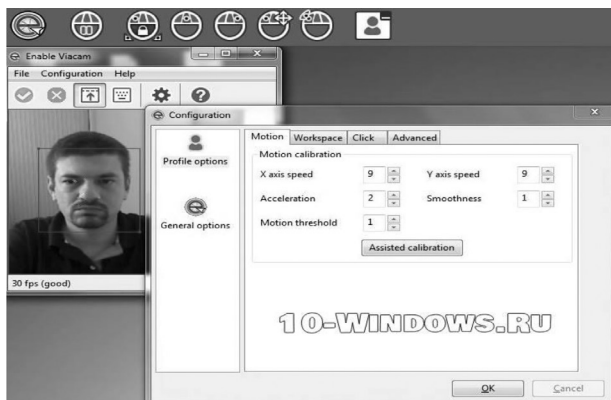 Enable Viacam
File Configuration Help
Configuration
Profile options
General options
Motion Workspace Click Advanced
Motion calibration
X axis speed 9 Y axis speed 9
Acceleration 2 Smoothness 1
Motion threshold 1
Assisted calibration
30 fps (good)
10-WINDOWS.RU
OK Cancel